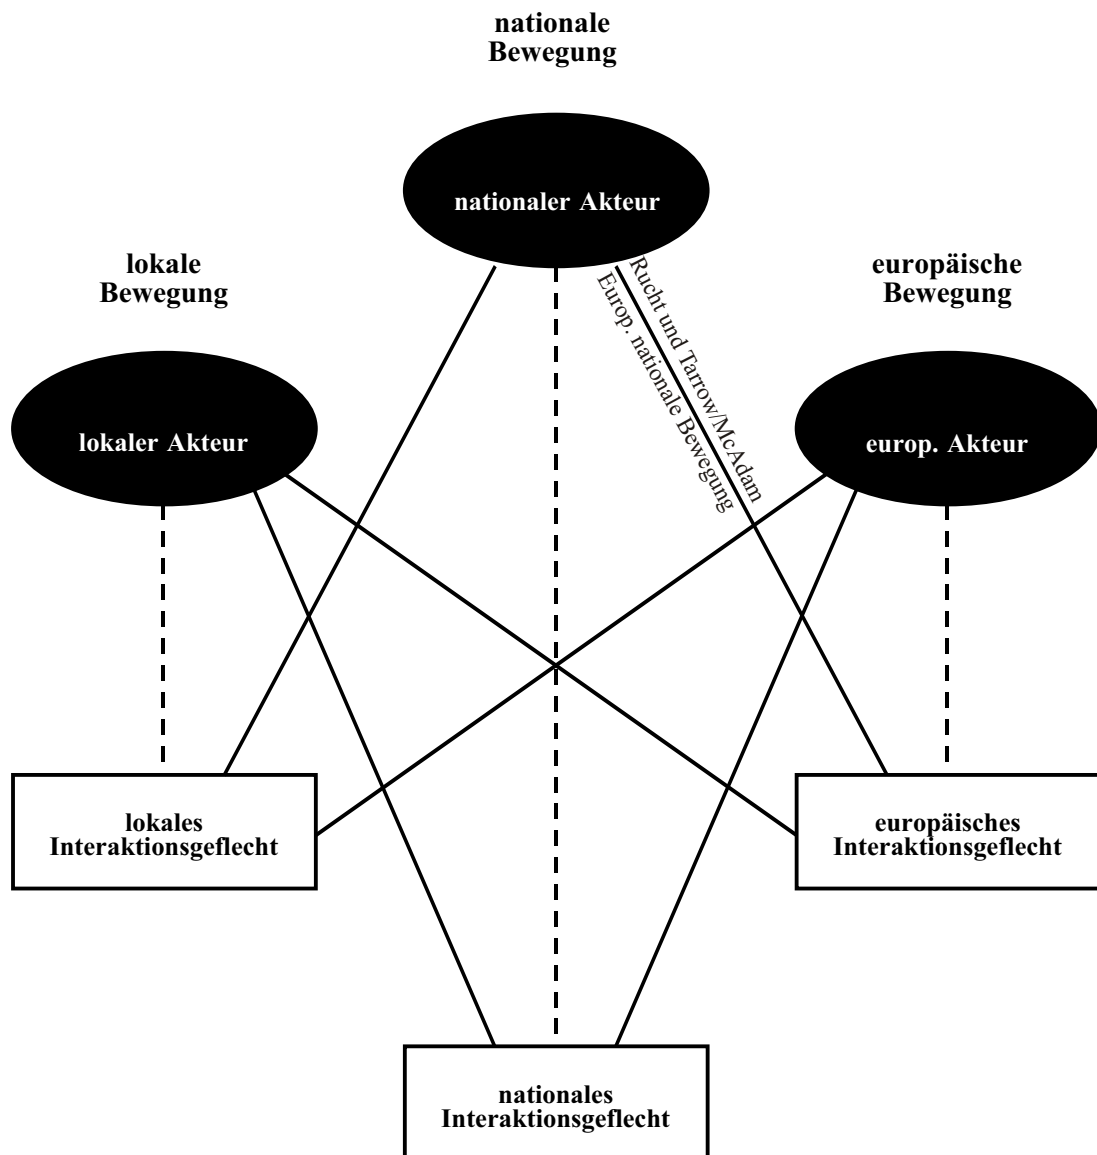 nationale
Bewegung
nationaler Akteur
lokale
Bewegung
europäische
Bewegung
Rucht und Tarrow/McAdam
Europ. nationale Bewegung
lokaler Akteur
europ. Akteur
lokales
Interaktionsgeflecht
europäisches
Interaktionsgeflecht
nationales
Interaktionsgeflecht